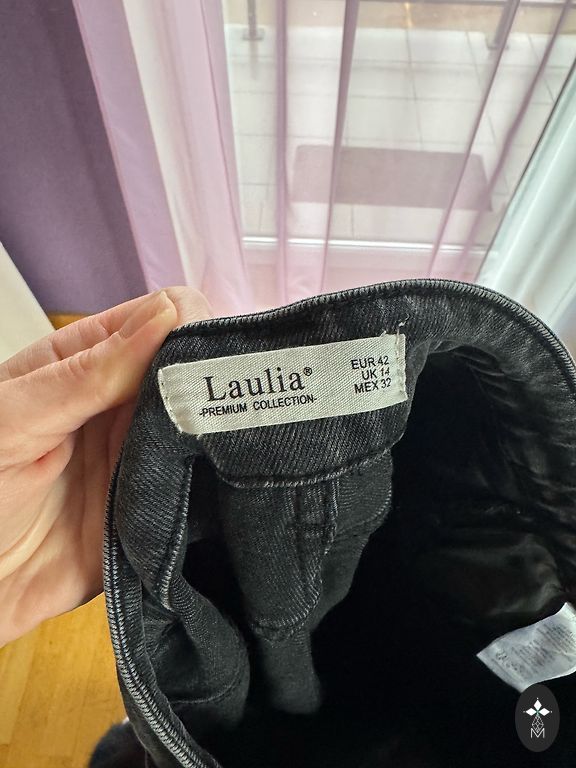 Laulia®
-PREMIUM COLLECTION-
EUR 42
UK 14
MEX 32